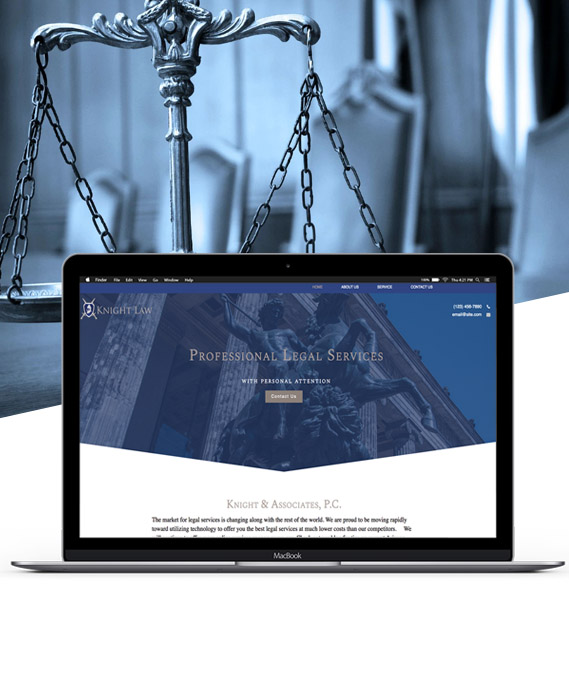 Finder File Edit View Go Window Help
100% Thu 4:21 PM
HOME ABOUT US SERVICE CONTACT US
KNIGHT LAW
(123) 456-7890
email@site.com
PROFESSIONAL LEGAL SERVICES
WITH PERSONAL ATTENTION
Contact Us
KNIGHT & ASSOCIATES, P.C.
The market for legal services is changing along with the rest of the world. We are proud to be moving rapidly
toward utilizing technology to offer you the best legal services at much lower costs than our competitors. We
MacBook